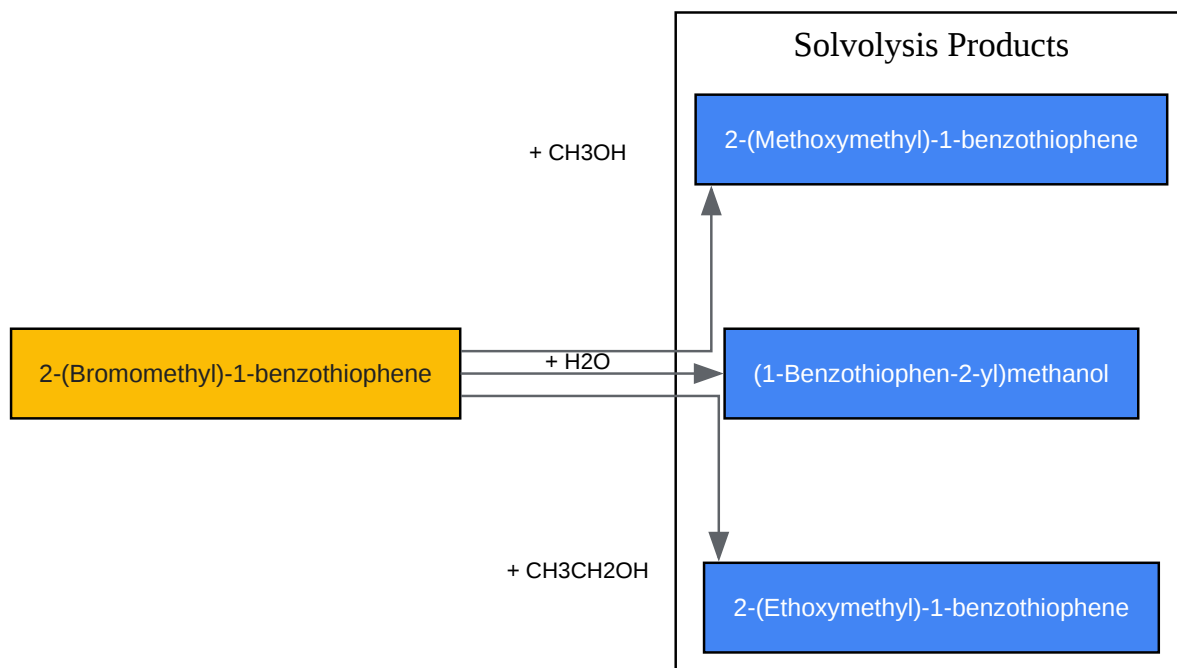 Solvolysis Products
2-(Methoxymethyl)-1-benzothiophene
+ CH3OH
2-(Bromomethyl)-1-benzothiophene
+ H2O
(1-Benzothiophen-2-yl)methanol
+ CH3CH2OH
2-(Ethoxymethyl)-1-benzothiophene